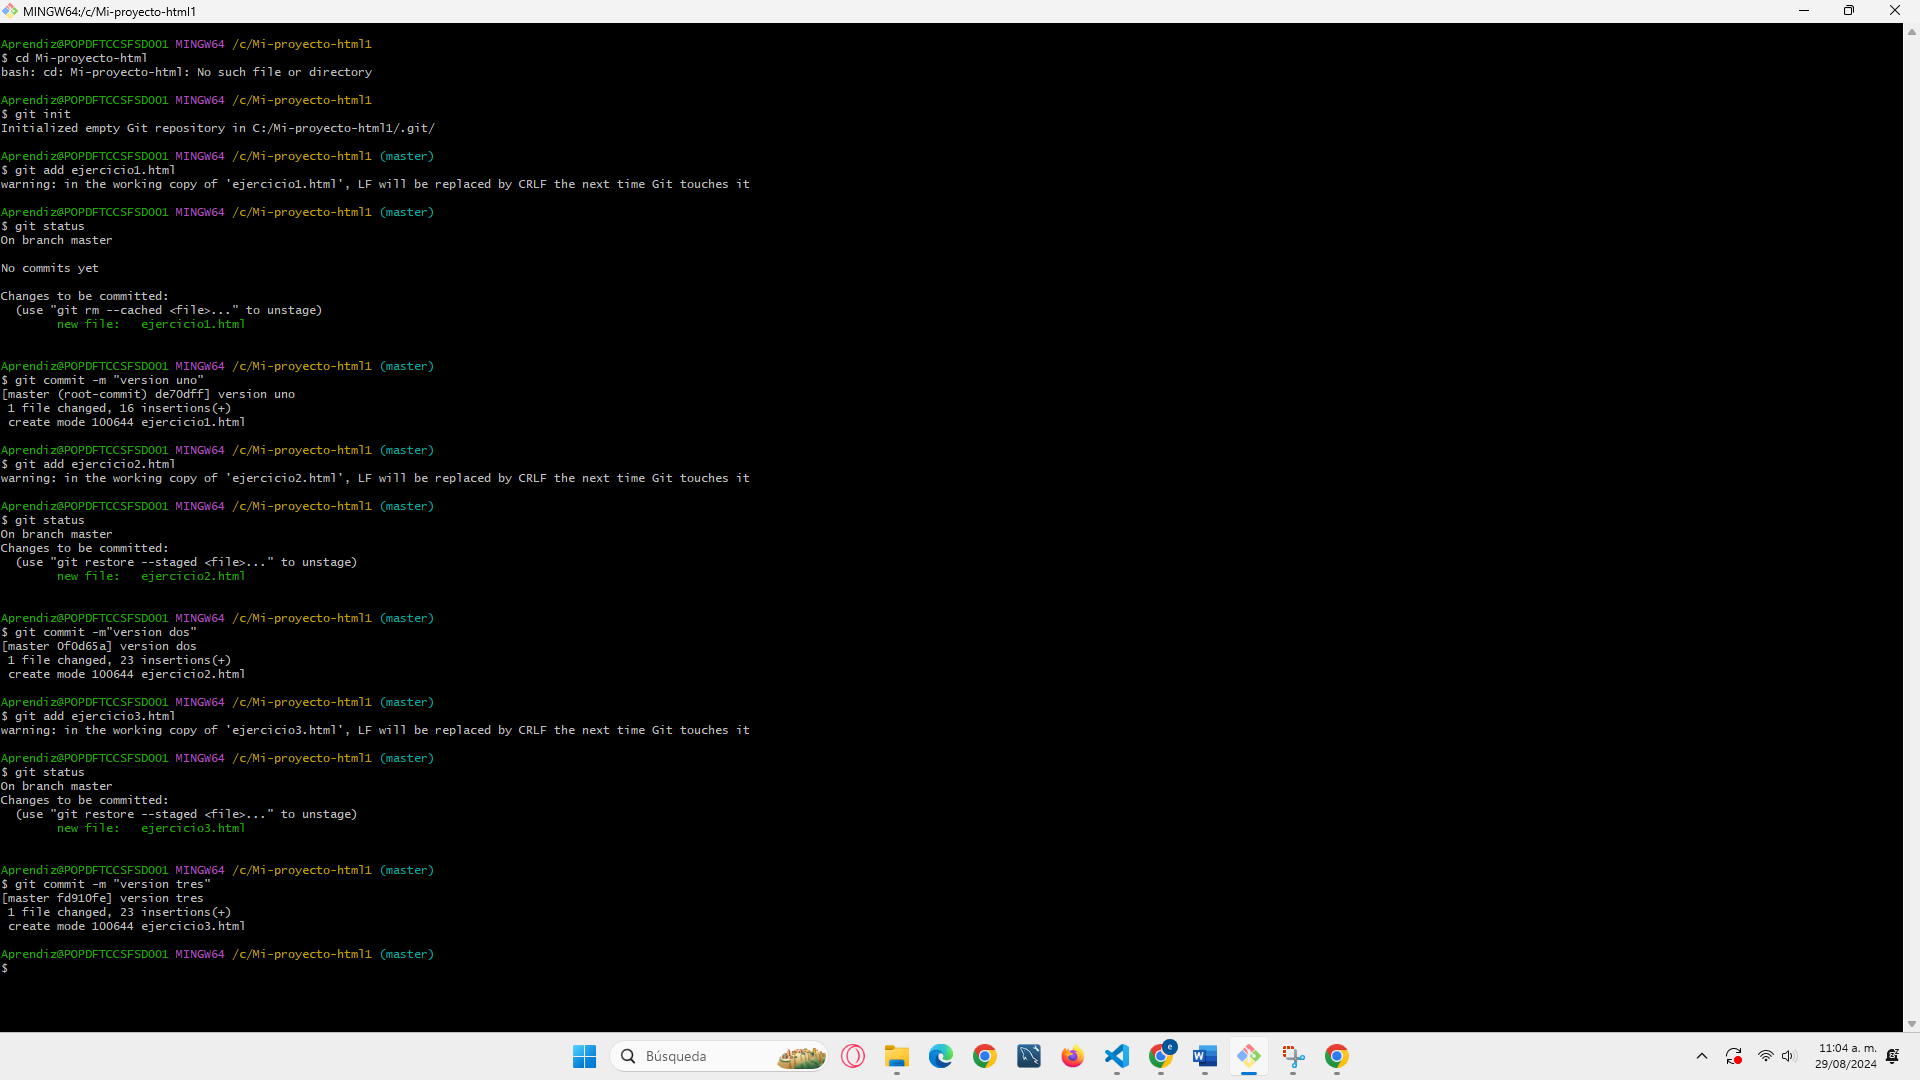 MINGW64:/c/Mi-proyecto-html1
Aprendiz@POPDFTCCSFSD001 MINGW64 /c/Mi-proyecto-html1
$ cd Mi-proyecto-html
bash: cd: Mi-proyecto-html: No such file or directory
Aprendiz@POPDFTCCSFSD001 MINGW64 /c/Mi-proyecto-html1
$ git init
Initialized empty Git repository in C:/Mi-proyecto-html1/.git/
Aprendiz@POPDFTCCSFSD001 MINGW64 /c/Mi-proyecto-html1 (master)
$ git add ejercicio1.html
warning: in the working copy of 'ejercicio1.html', LF will be replaced by CRLF the next time Git touches it
Aprendiz@POPDFTCCSFSD001 MINGW64 /c/Mi-proyecto-html1 (master)
$ git status
On branch master
No commits yet
Changes to be committed:
  (use "git rm --cached <file>..." to unstage)
        new file:   ejercicio1.html
Aprendiz@POPDFTCCSFSD001 MINGW64 /c/Mi-proyecto-html1 (master)
$ git commit -m "version uno"
[master (root-commit) de70dff] version uno
 1 file changed, 16 insertions(+)
 create mode 100644 ejercicio1.html
Aprendiz@POPDFTCCSFSD001 MINGW64 /c/Mi-proyecto-html1 (master)
$ git add ejercicio2.html
warning: in the working copy of 'ejercicio2.html', LF will be replaced by CRLF the next time Git touches it
Aprendiz@POPDFTCCSFSD001 MINGW64 /c/Mi-proyecto-html1 (master)
$ git status
On branch master
Changes to be committed:
  (use "git restore --staged <file>..." to unstage)
        new file:   ejercicio2.html
Aprendiz@POPDFTCCSFSD001 MINGW64 /c/Mi-proyecto-html1 (master)
$ git commit -m"version dos"
[master 0f0d65a] version dos
 1 file changed, 23 insertions(+)
 create mode 100644 ejercicio2.html
Aprendiz@POPDFTCCSFSD001 MINGW64 /c/Mi-proyecto-html1 (master)
$ git add ejercicio3.html
warning: in the working copy of 'ejercicio3.html', LF will be replaced by CRLF the next time Git touches it
Aprendiz@POPDFTCCSFSD001 MINGW64 /c/Mi-proyecto-html1 (master)
$ git status
On branch master
Changes to be committed:
  (use "git restore --staged <file>..." to unstage)
        new file:   ejercicio3.html
Aprendiz@POPDFTCCSFSD001 MINGW64 /c/Mi-proyecto-html1 (master)
$ git commit -m "version tres"
[master fd910fe] version tres
 1 file changed, 23 insertions(+)
 create mode 100644 ejercicio3.html
Aprendiz@POPDFTCCSFSD001 MINGW64 /c/Mi-proyecto-html1 (master)
$
Búsqueda
11:04 a. m.
29/08/2024